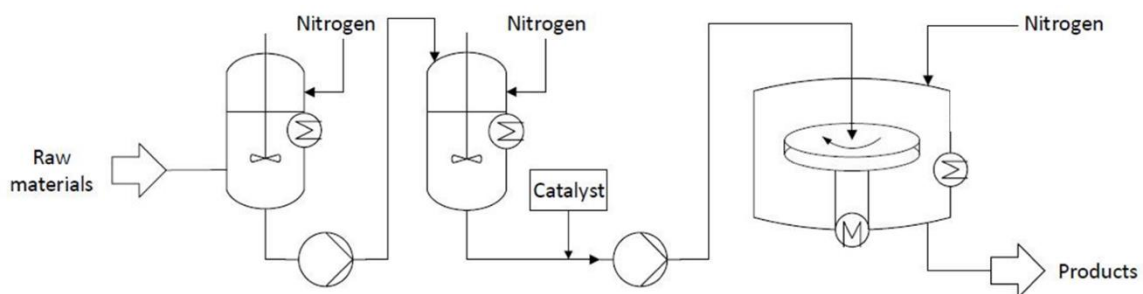 Nitrogen
Nitrogen
Nitrogen
Raw
materials
Catalyst
M
Products